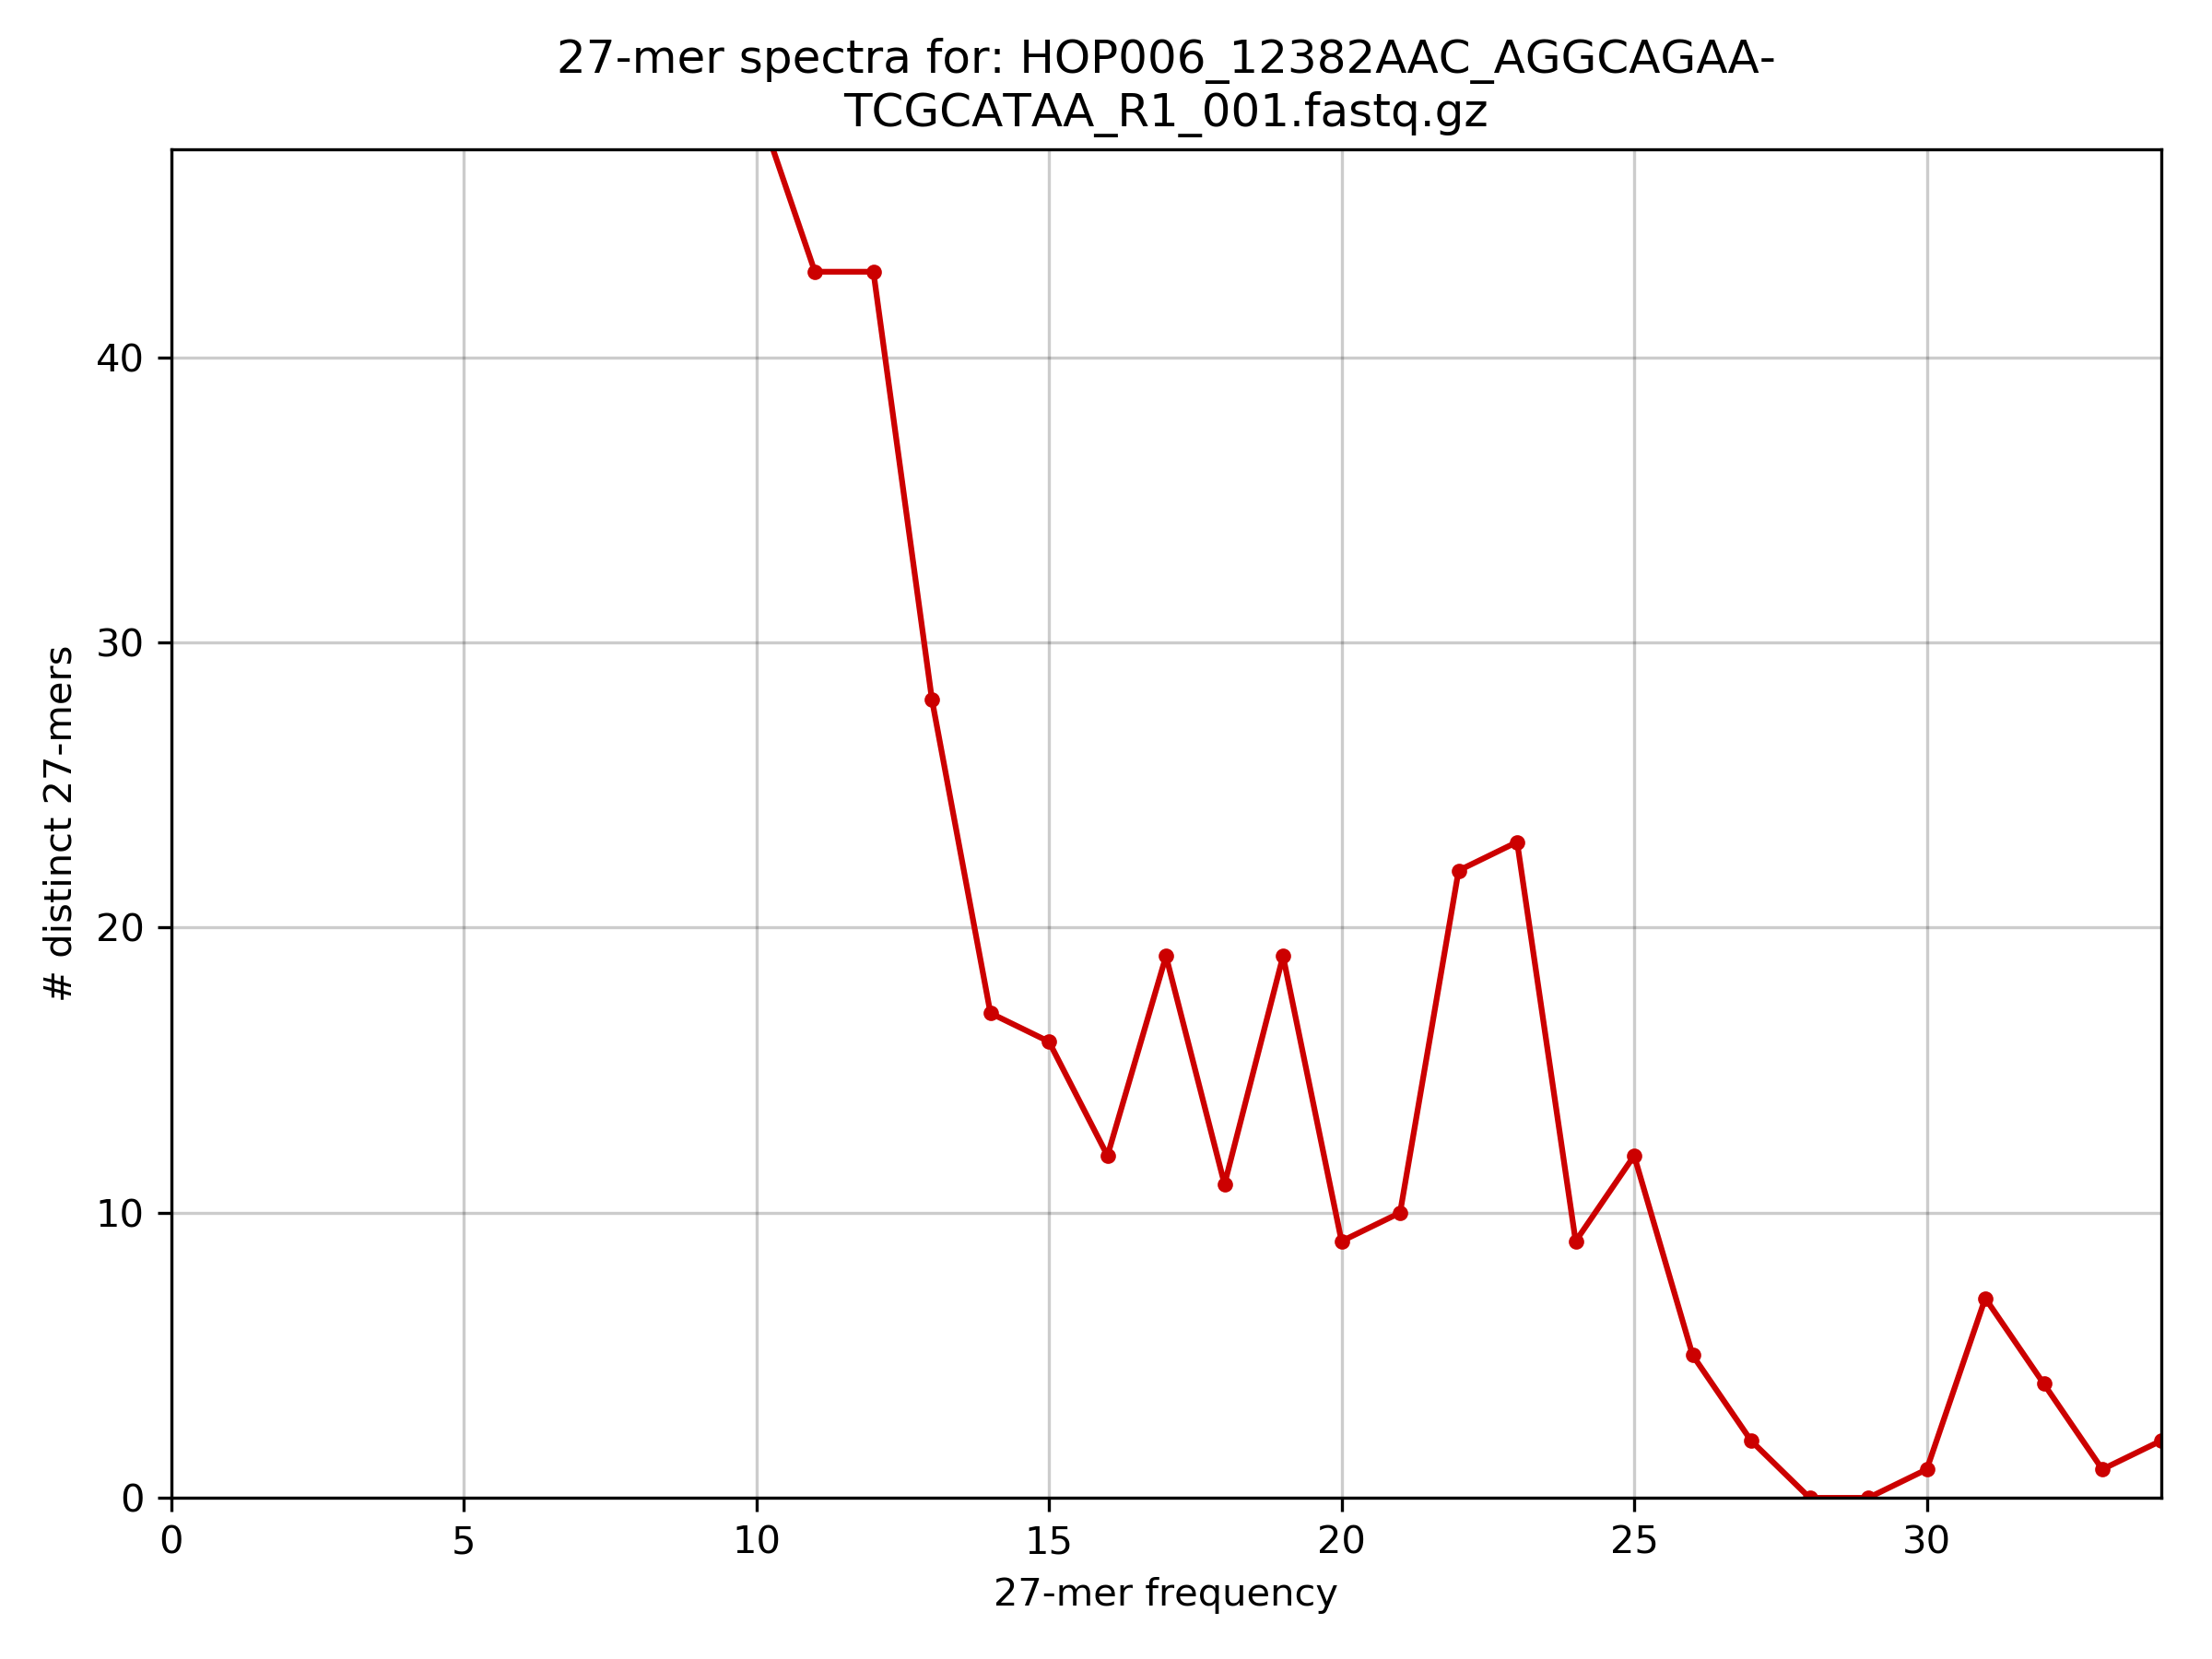 27-mer spectra for: HOP006_12382AAC_AGGCAGAA-
TCGCATAA_R1_001.fastq.gz
# distinct 27-mers
40
30
20
10
0
0 5 10 15 20 25 30
27-mer frequency